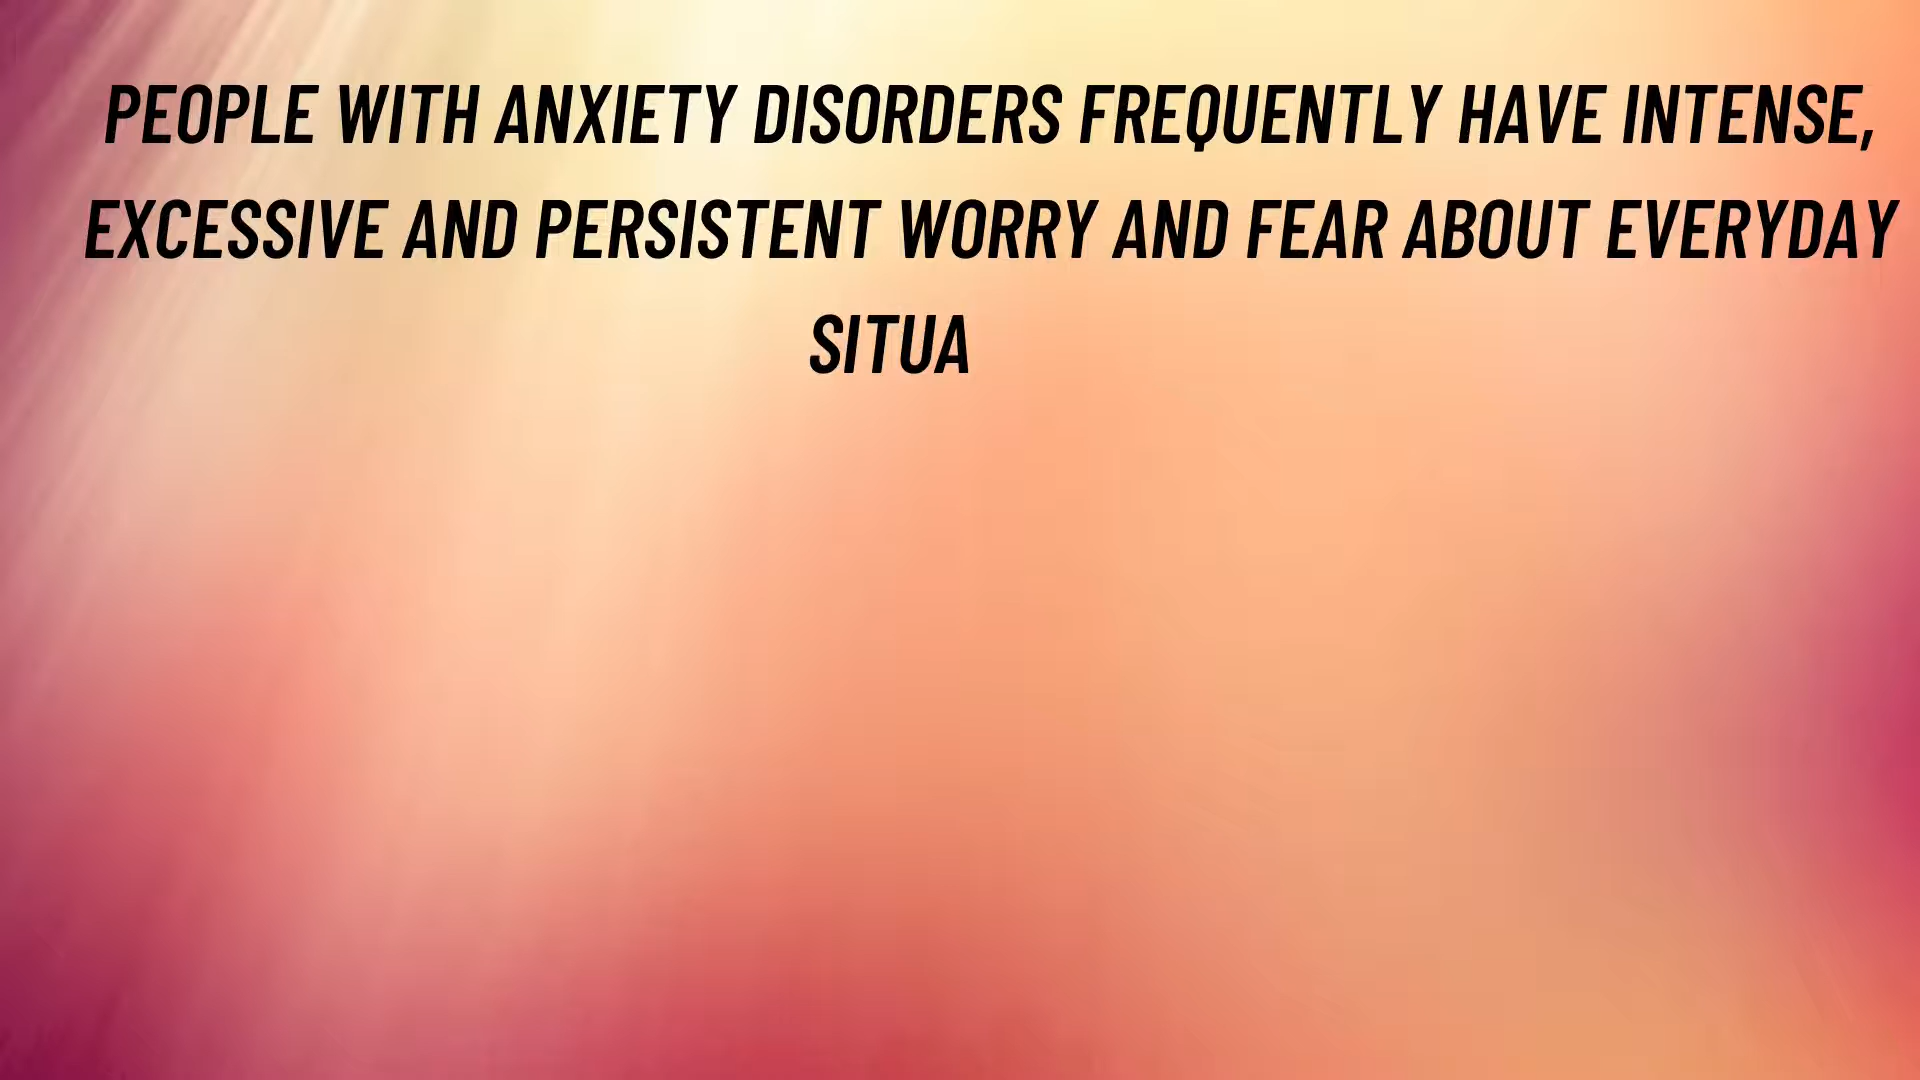 PEOPLE WITH ANXIETY DISORDERS FREQUENTLY HAVE INTENSE,
EXCESSIVE AND PERSISTENT WORRY AND FEAR ABOUT EVERYDAY
SITUA